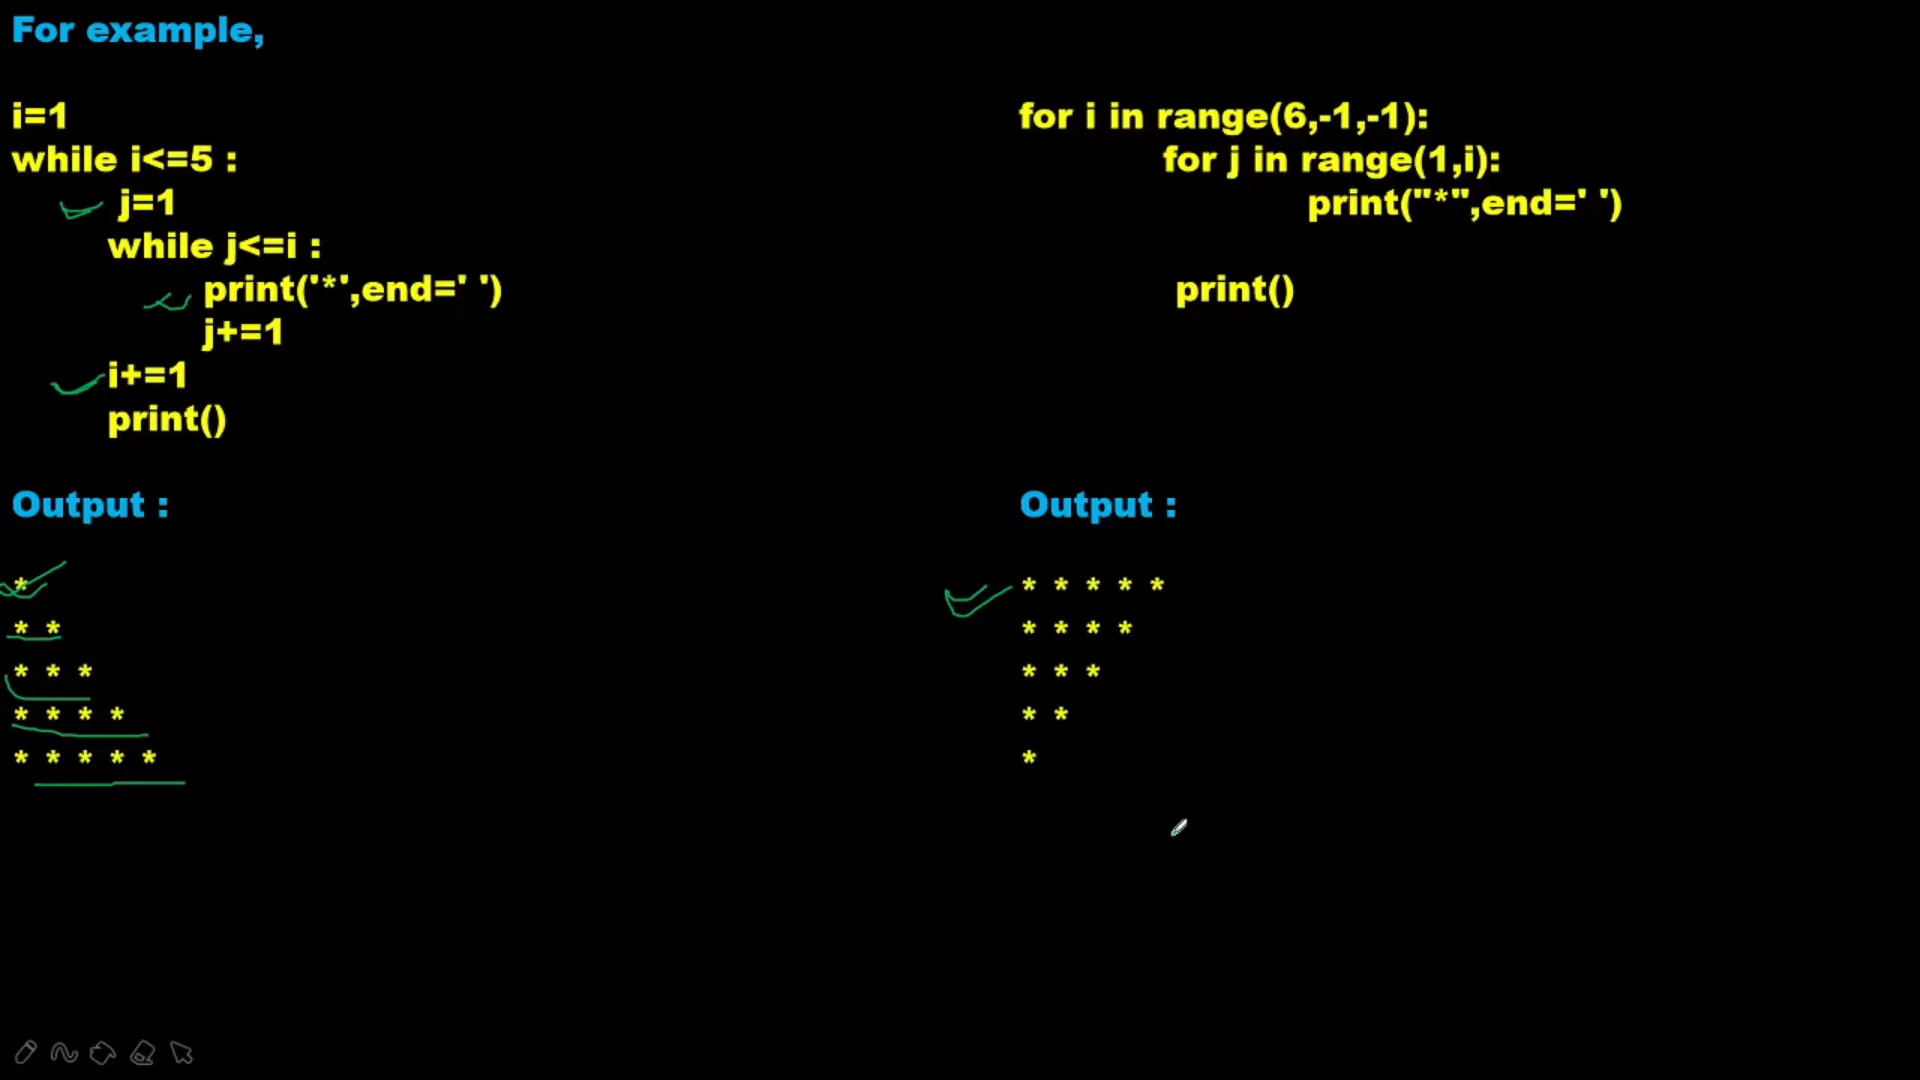 For example,
i=1
while i<=5 :
j=1
while j<=i :
print('*',end=' ')
j+=1
i+=1
print()
Output :
*
* *
* * *
* * * *
* * * * *
for i in range(6,-1,-1):
for j in range(1,i):
print("*",end=' ')
print()
Output :
* * * * *
* * * *
* * *
* *
*